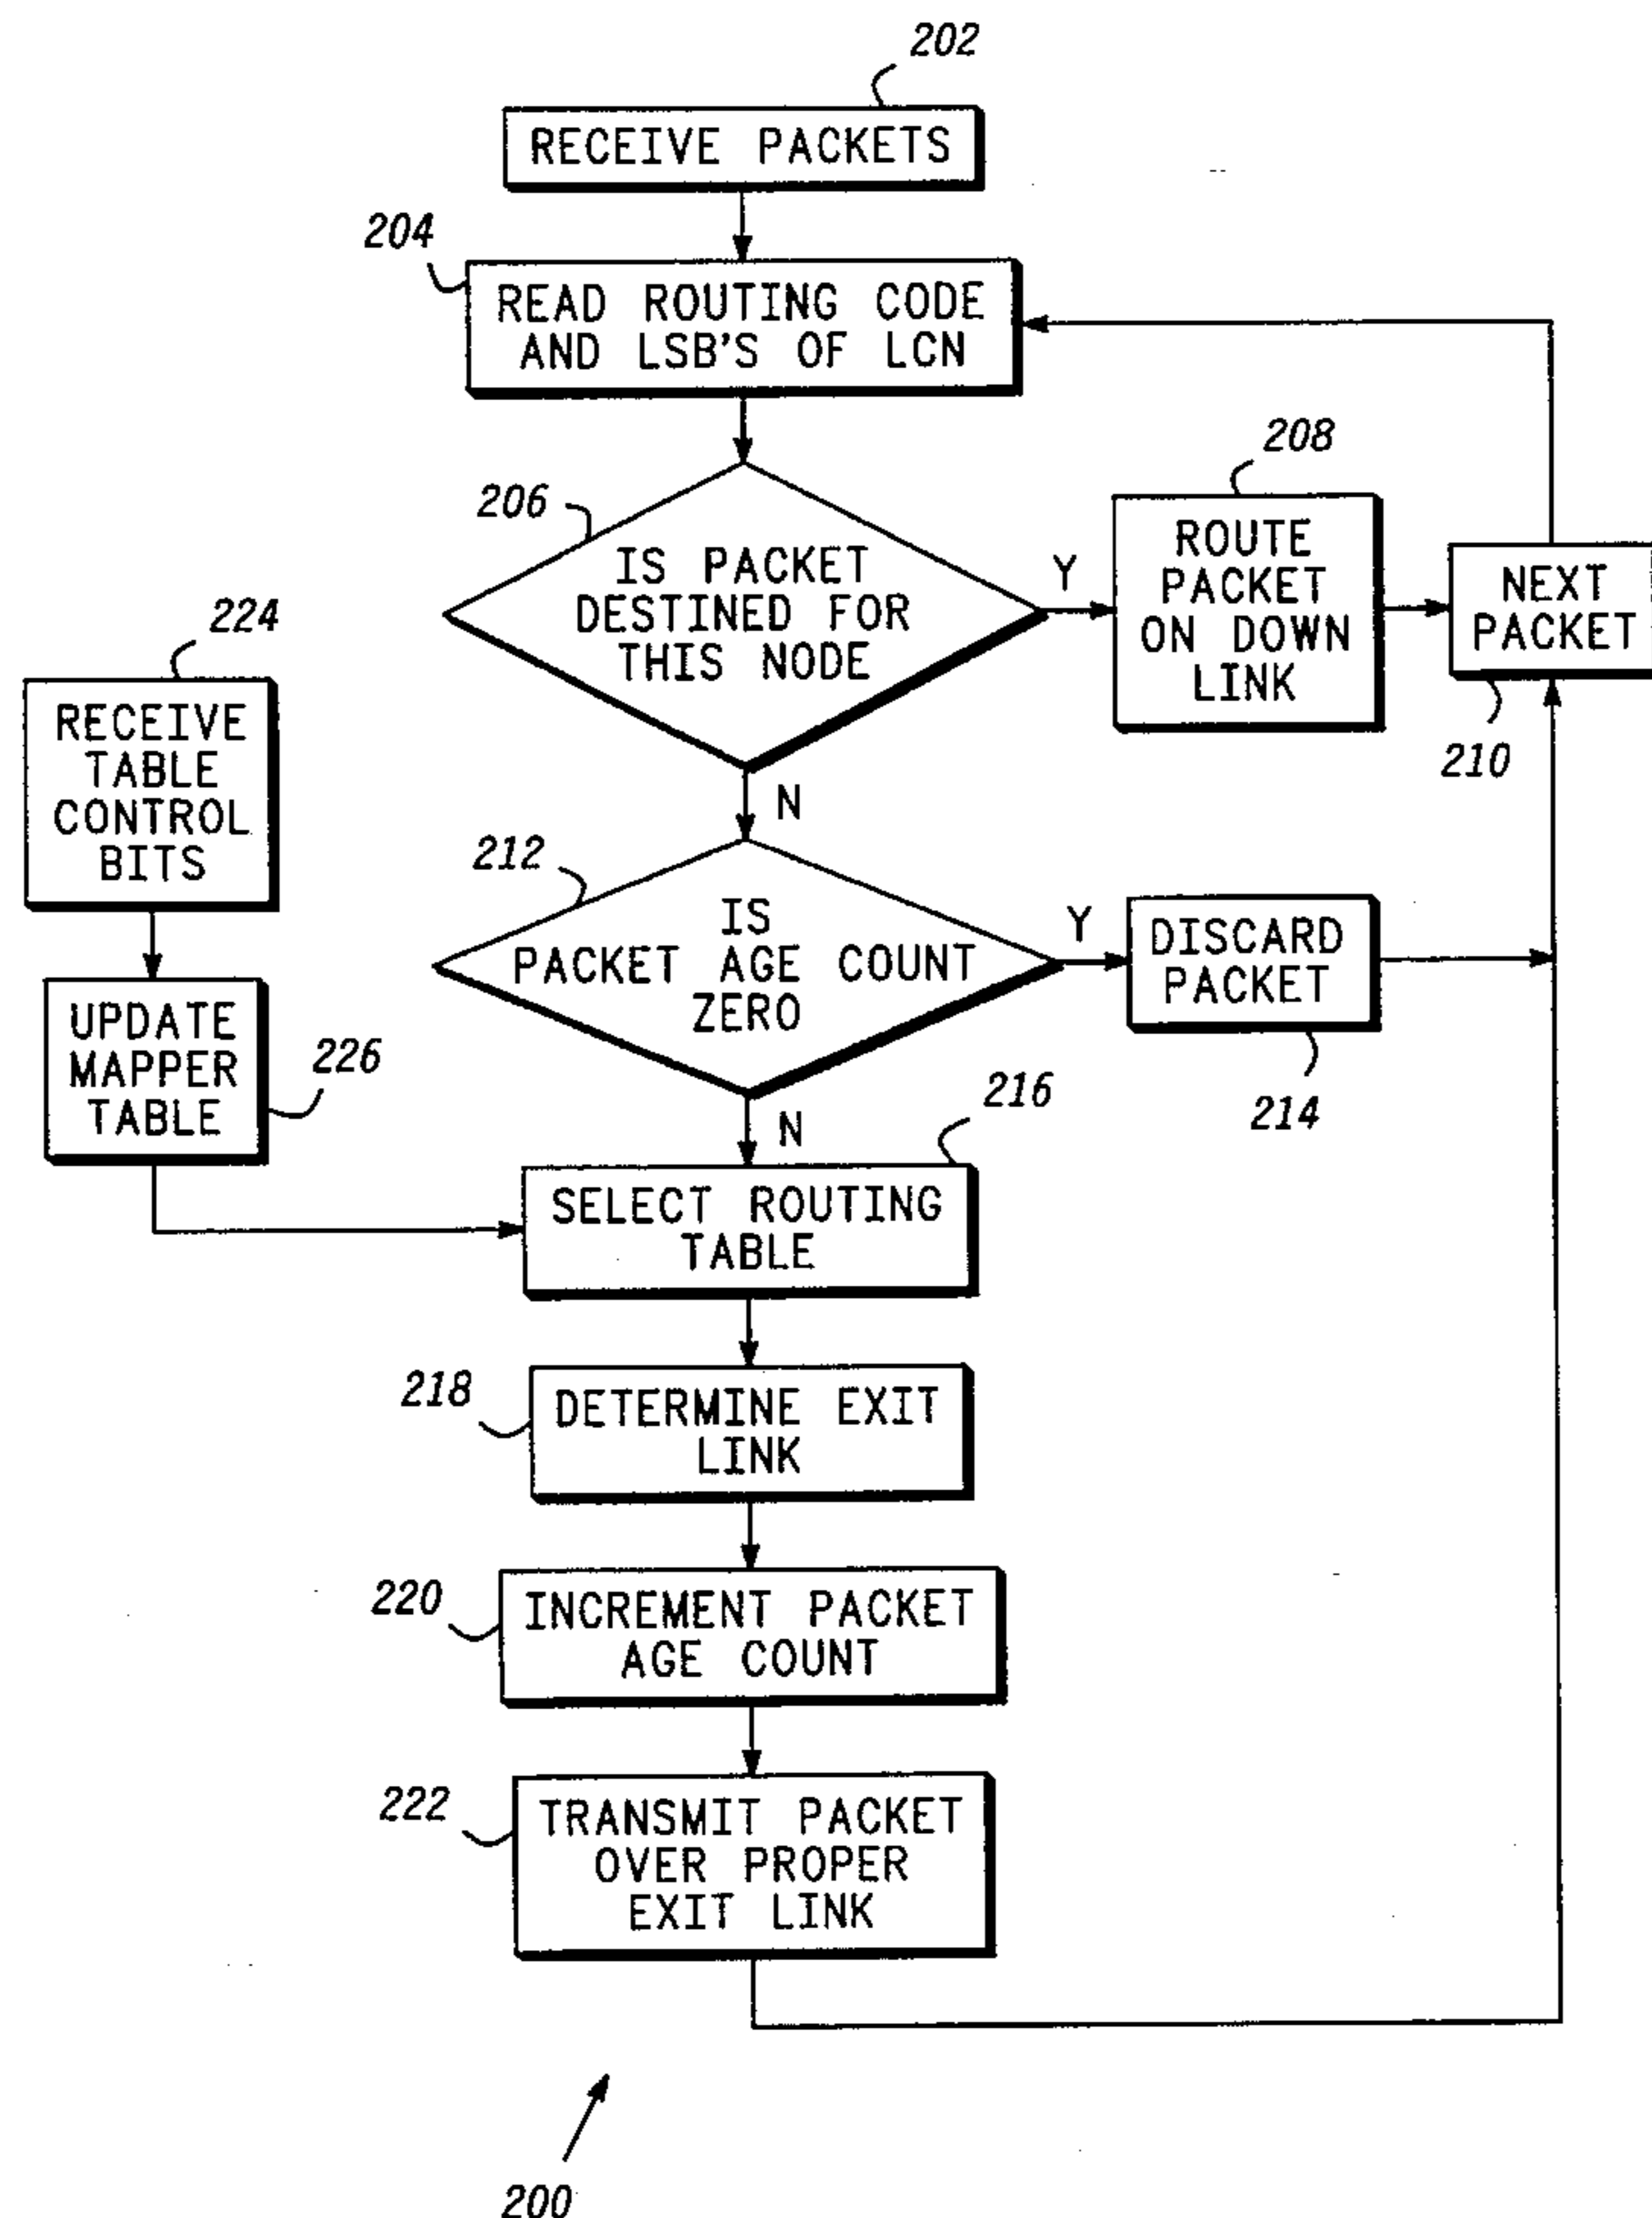 202
RECEIVE PACKETS
204
READ ROUTING CODE
AND LSB'S OF LCN
206
IS PACKET
DESTINED FOR
THIS NODE
Y
208
ROUTE
PACKET
ON DOWN
LINK
NEXT
PACKET
210
N
224
RECEIVE
TABLE
CONTROL
BITS
212
IS
PACKET AGE COUNT
ZERO
Y
DISCARD
PACKET
214
N
UPDATE
MAPPER
TABLE
226
216
SELECT ROUTING
TABLE
218
DETERMINE EXIT
LINK
220
INCREMENT PACKET
AGE COUNT
222
TRANSMIT PACKET
OVER PROPER
EXIT LINK
200